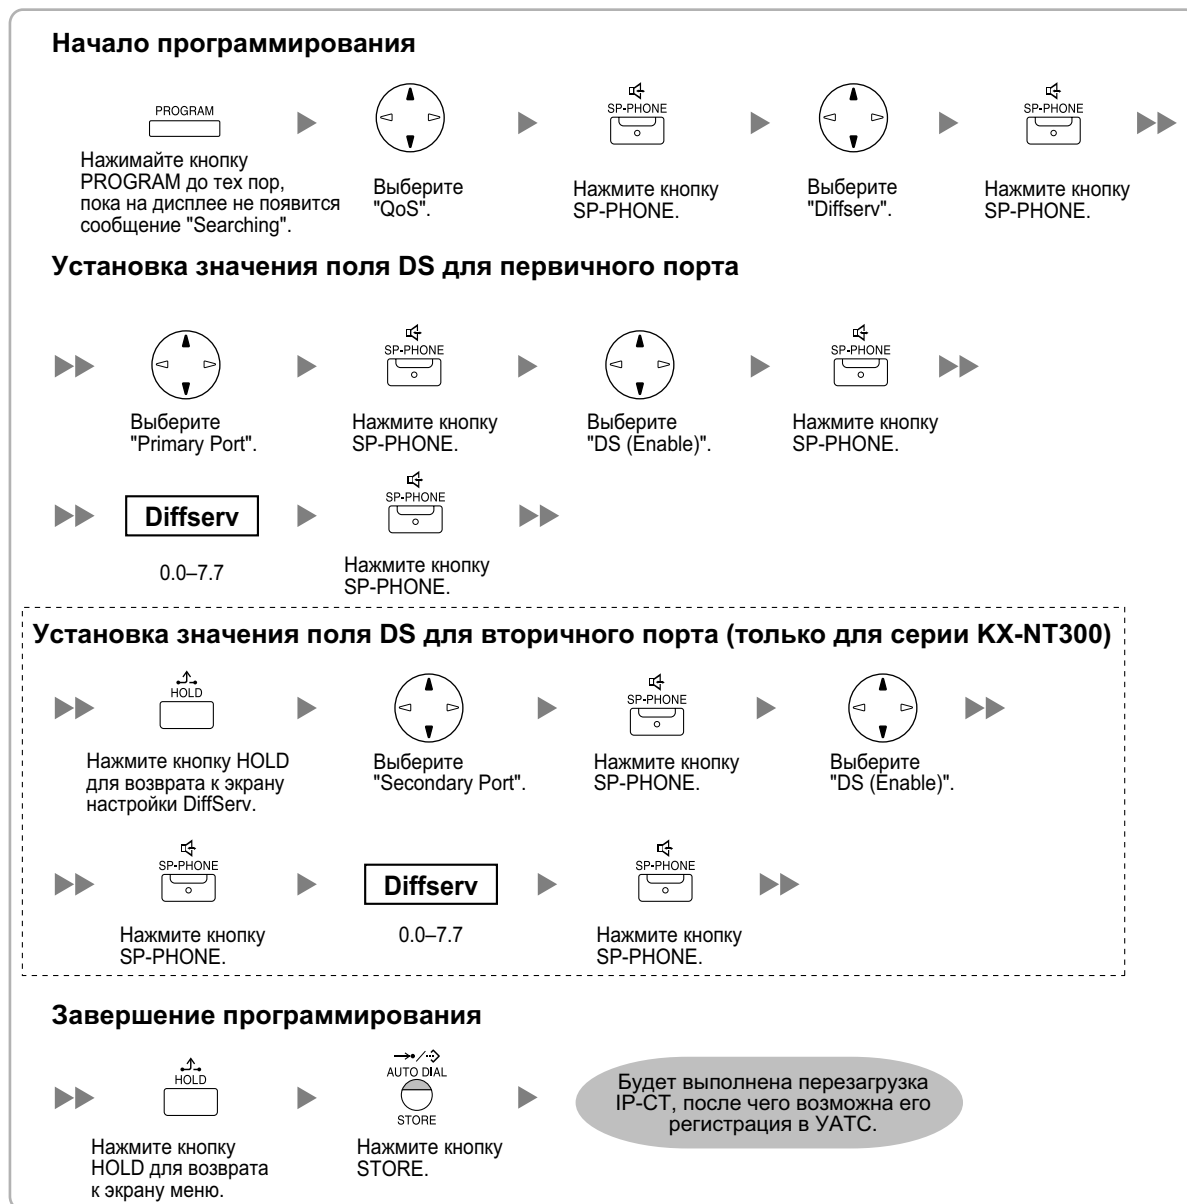 Начало программирования
PROGRAM
SP-PHONE
SP-PHONE
Нажимайте кнопку
PROGRAM до тех пор,
пока на дисплее не появится
сообщение "Searching".
Выберите
"QoS".
Нажмите кнопку
SP-PHONE.
Выберите
"Diffserv".
Нажмите кнопку
SP-PHONE.
Установка значения поля DS для первичного порта
SP-PHONE
SP-PHONE
Выберите
"Primary Port".
Нажмите кнопку
SP-PHONE.
Выберите
"DS (Enable)".
Нажмите кнопку
SP-PHONE.
Diffserv
SP-PHONE
0.0–7.7
Нажмите кнопку
SP-PHONE.
Установка значения поля DS для вторичного порта (только для серии KX-NT300)
HOLD
SP-PHONE
Нажмите кнопку HOLD
для возврата к экрану
настройки DiffServ.
Выберите
"Secondary Port".
Нажмите кнопку
SP-PHONE.
Выберите
"DS (Enable)".
SP-PHONE
Diffserv
SP-PHONE
Нажмите кнопку
SP-PHONE.
0.0–7.7
Нажмите кнопку
SP-PHONE.
Завершение программирования
HOLD
AUTO DIAL
STORE
Нажмите кнопку
HOLD для возврата
к экрану меню.
Нажмите кнопку
STORE.
Будет выполнена перезагрузка
IP-СТ, после чего возможна его
регистрация в УАТС.